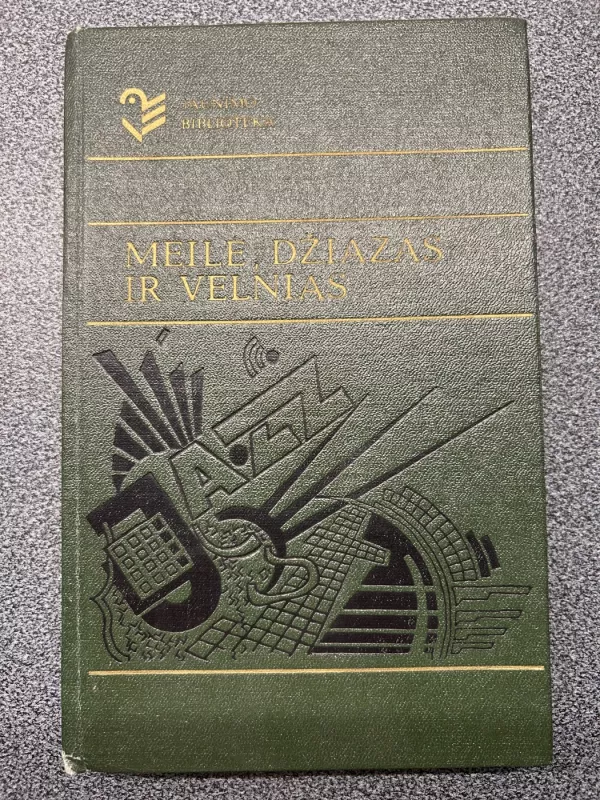 JAUNIMO
BIBLIOTEKA
MEILĖ, DŽIAZAS
IR VELNIAS
JAZZ